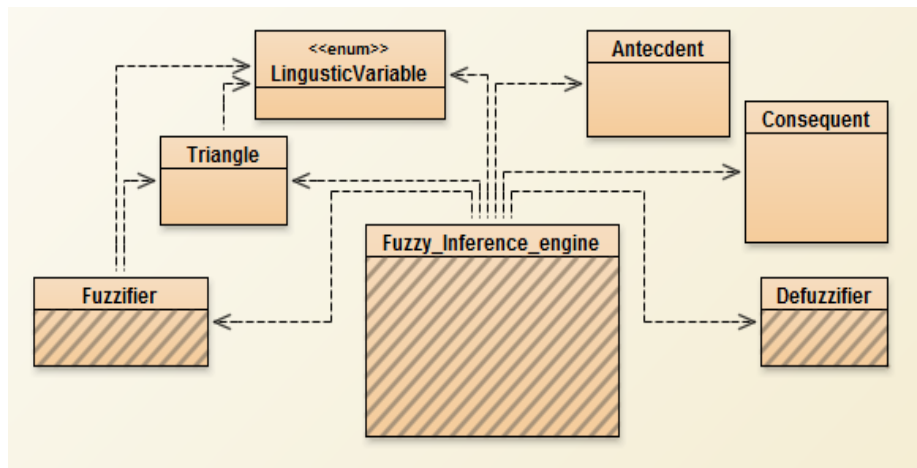 <<enum>>
LingusticVariable
Antecdent
Consequent
Triangle
Fuzzy_Inference_engine
Fuzzifier
Defuzzifier